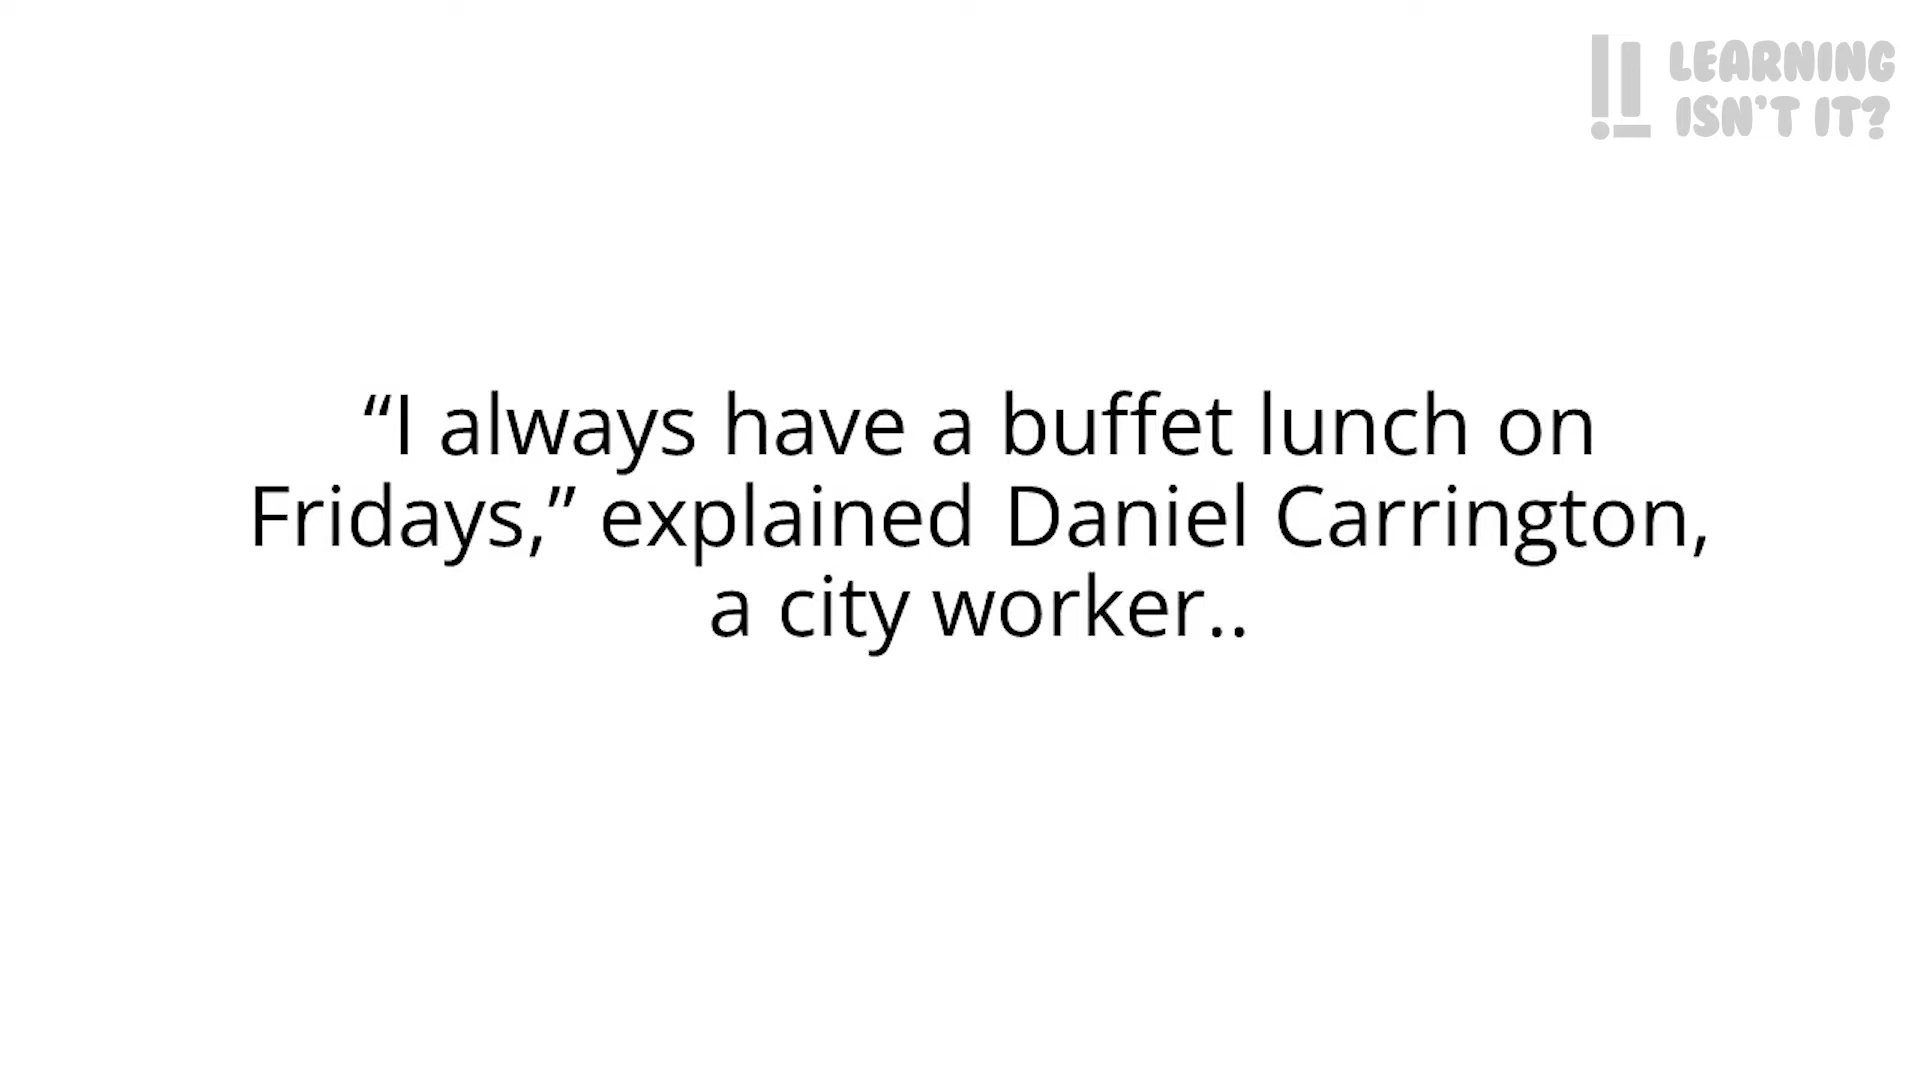 LEARNING
ISN'T IT?
“I always have a buffet lunch on
Fridays,” explained Daniel Carrington,
a city worker..